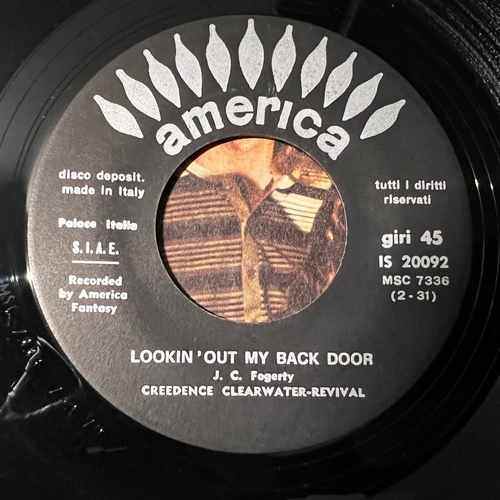 america
disco deposit.
made in Italy
Palace Italia
S.I.A.E.
Recorded
by America
Fantasy
tutti i diritti
riservati
giri 45
IS 20092
MSC 7336
(2-31)
LOOKIN'OUT MY BACK DOOR
J. C. Fogerty
CREEDENCE CLEARWATER-REVIVAL